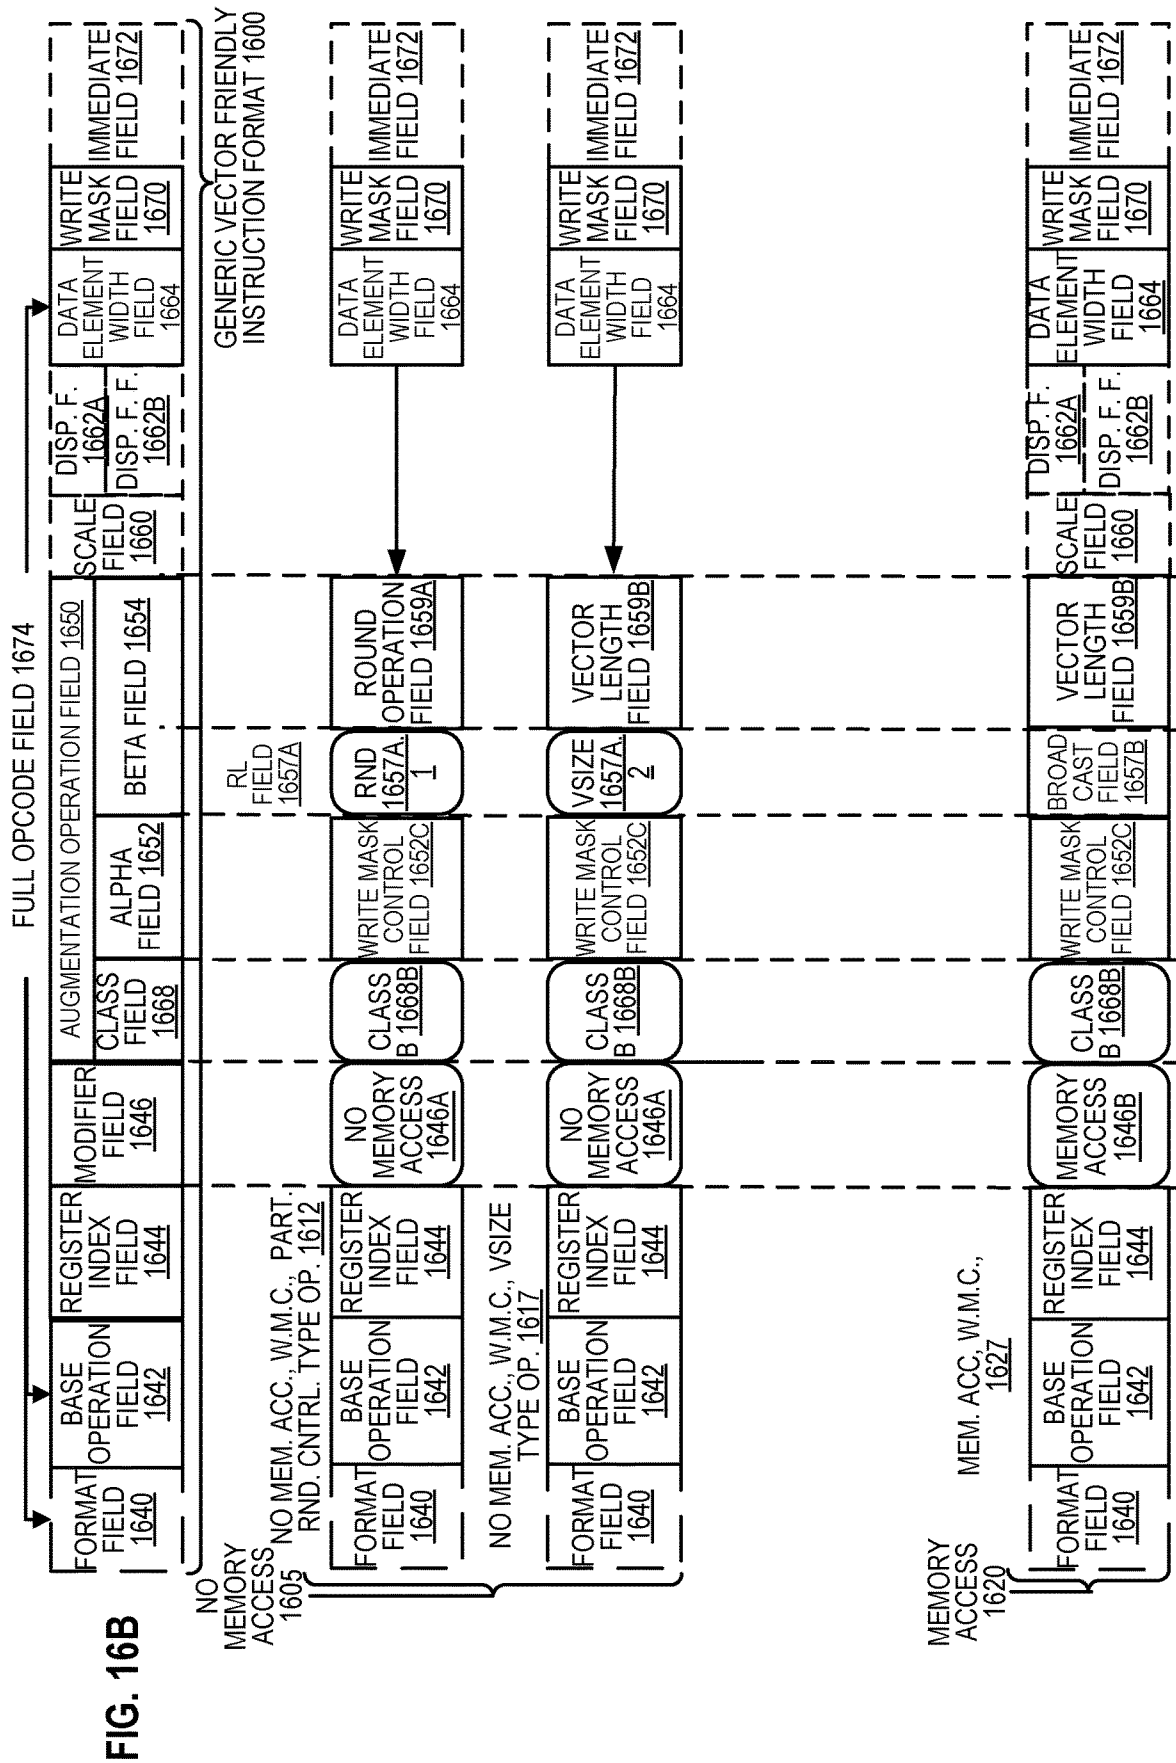 FIG. 16B
FULL OPCODE FIELD 1674
FORMAT
FIELD
1640
BASE
OPERATION
FIELD
1642
REGISTER
INDEX
FIELD
1644
MODIFIER
FIELD
1646
AUGMENTATION OPERATION FIELD 1650
CLASS
FIELD
1668
ALPHA
FIELD 1652
BETA FIELD 1654
SCALE
FIELD
1660
DISP. F.
1662A
DISP. F. F.
1662B
DATA
ELEMENT
WIDTH
FIELD
1664
WRITE
MASK
FIELD
1670
IMMEDIATE
FIELD 1672
GENERIC VECTOR FRIENDLY
INSTRUCTION FORMAT 1600
NO
MEMORY
ACCESS
1605
NO MEM. ACC., W.M.C., PART.
RND. CNTRL. TYPE OP. 1612
RL
FIELD
1657A
FORMAT
FIELD
1640
BASE
OPERATION
FIELD
1642
REGISTER
INDEX
FIELD
1644
NO
MEMORY
ACCESS
1646A
CLASS
B 1668B
WRITE MASK
CONTROL
FIELD 1652C
RND
1657A.
1
ROUND
OPERATION
FIELD 1659A
DATA
ELEMENT
WIDTH
FIELD
1664
WRITE
MASK
FIELD
1670
IMMEDIATE
FIELD 1672
NO MEM. ACC., W.M.C., VSIZE
TYPE OP. 1617
FORMAT
FIELD
1640
BASE
OPERATION
FIELD
1642
REGISTER
INDEX
FIELD
1644
NO
MEMORY
ACCESS
1646A
CLASS
B 1668B
WRITE MASK
CONTROL
FIELD 1652C
VSIZE
1657A.
2
VECTOR
LENGTH
FIELD 1659B
DATA
ELEMENT
WIDTH
FIELD
1664
WRITE
MASK
FIELD
1670
IMMEDIATE
FIELD 1672
MEMORY
ACCESS
1620
MEM. ACC, W.M.C.,
1627
FORMAT
FIELD
1640
BASE
OPERATION
FIELD
1642
REGISTER
INDEX
FIELD
1644
MEMORY
ACCESS
1646B
CLASS
B 1668B
WRITE MASK
CONTROL
FIELD 1652C
BROAD
CAST
FIELD
1657B
VECTOR
LENGTH
FIELD 1659B
SCALE
FIELD
1660
DISP. F.
1662A
DISP. F. F.
1662B
DATA
ELEMENT
WIDTH
FIELD
1664
WRITE
MASK
FIELD
1670
IMMEDIATE
FIELD 1672